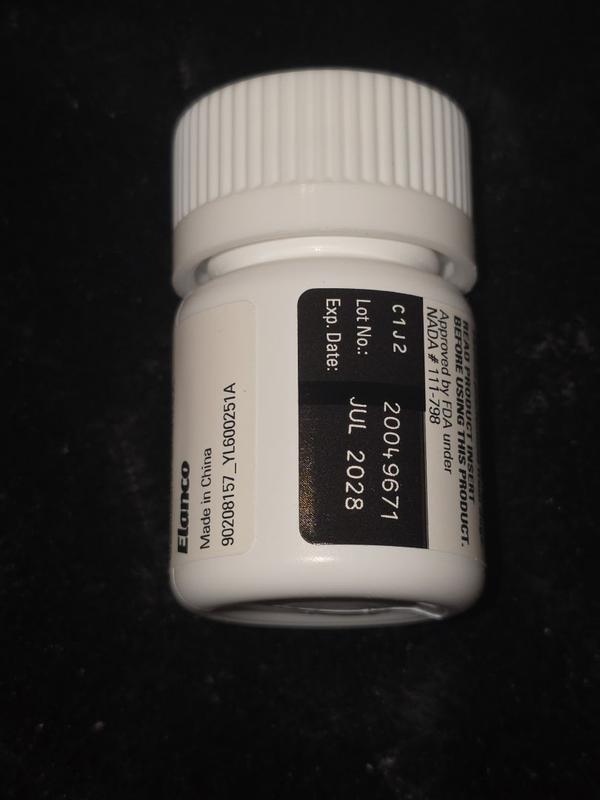 Elanco
Made in China
90208157_YL600251A
READ PRODUCT INSERT
BEFORE USING THIS PRODUCT.
Approved by FDA under
NADA # 111-798
C1J2 20049671
Lot No.: JUL 2028
Exp. Date: